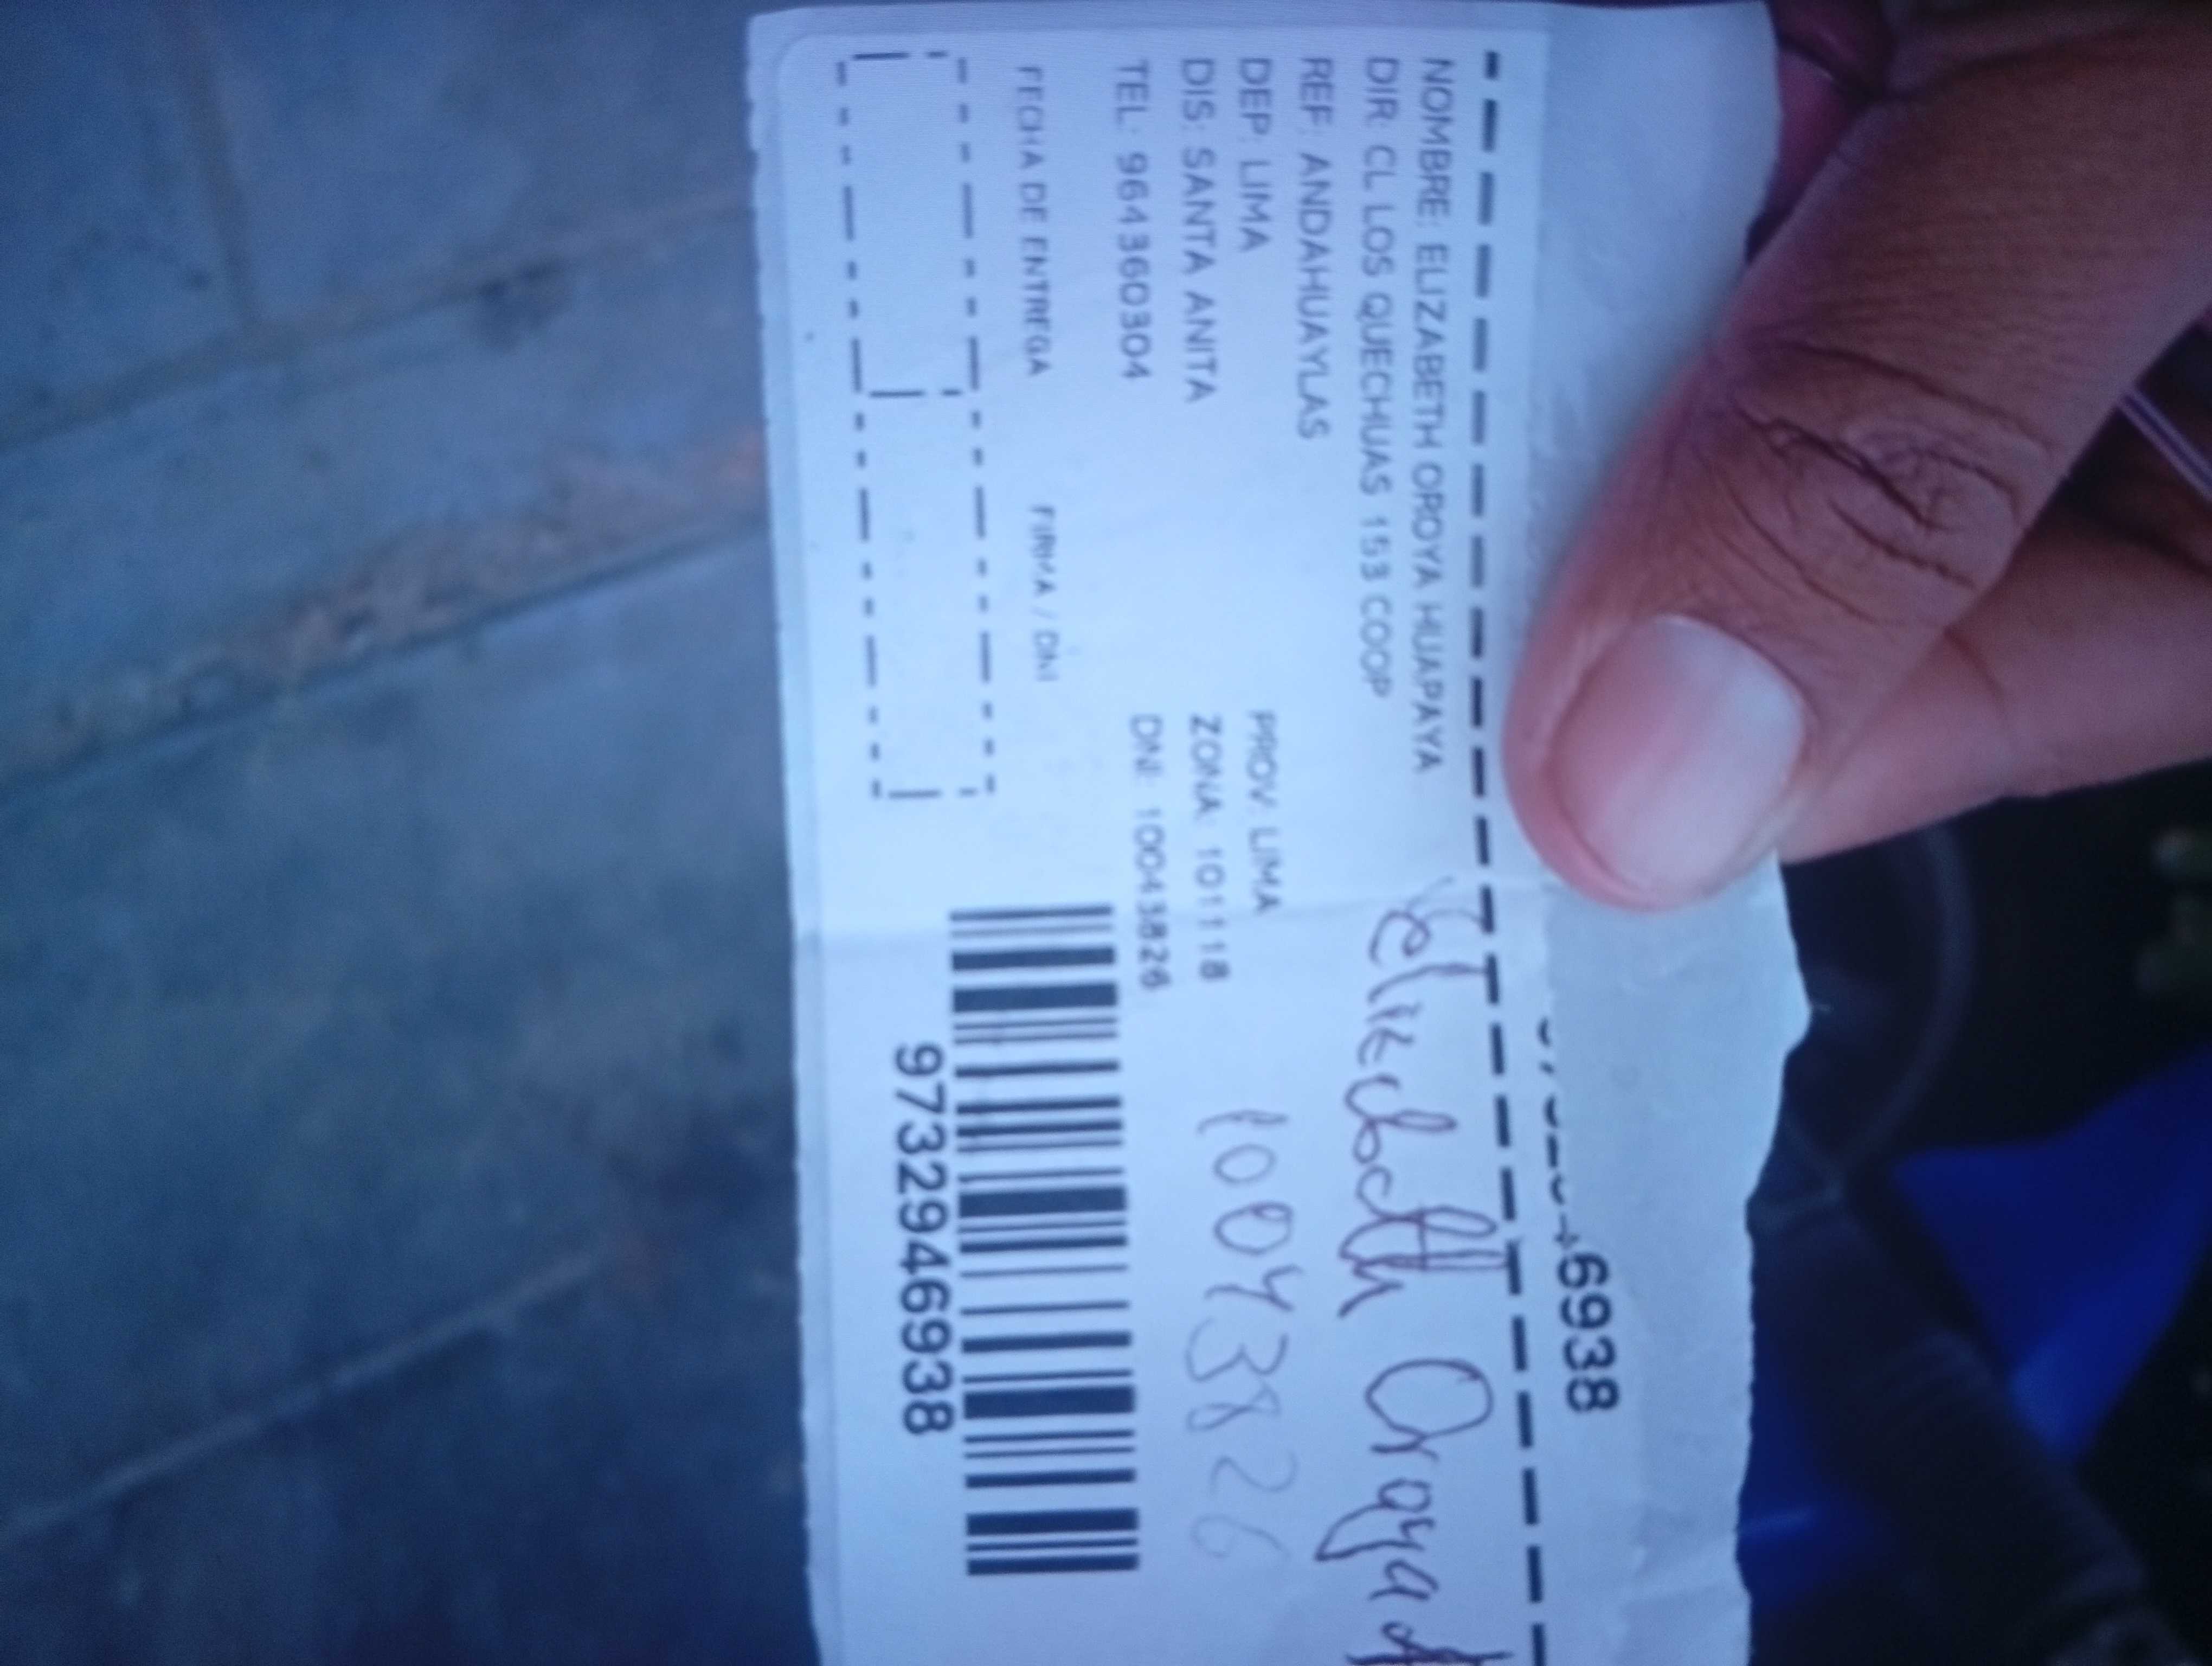 6938
NOMBRE: ELIZABETH OROYA HUAPAYA
DIR: CL LOS QUECHUAS 153 COOP
Elizabeth Oroya
REF: ANDAHUAYLAS
DEP: LIMA PROV: LIMA
DIS: SANTA ANITA ZONA: 101118
10043826
TEL: 964360304 DNI: 10043826
FECHA DE ENTREGA FIRMA / DNI
9732946938